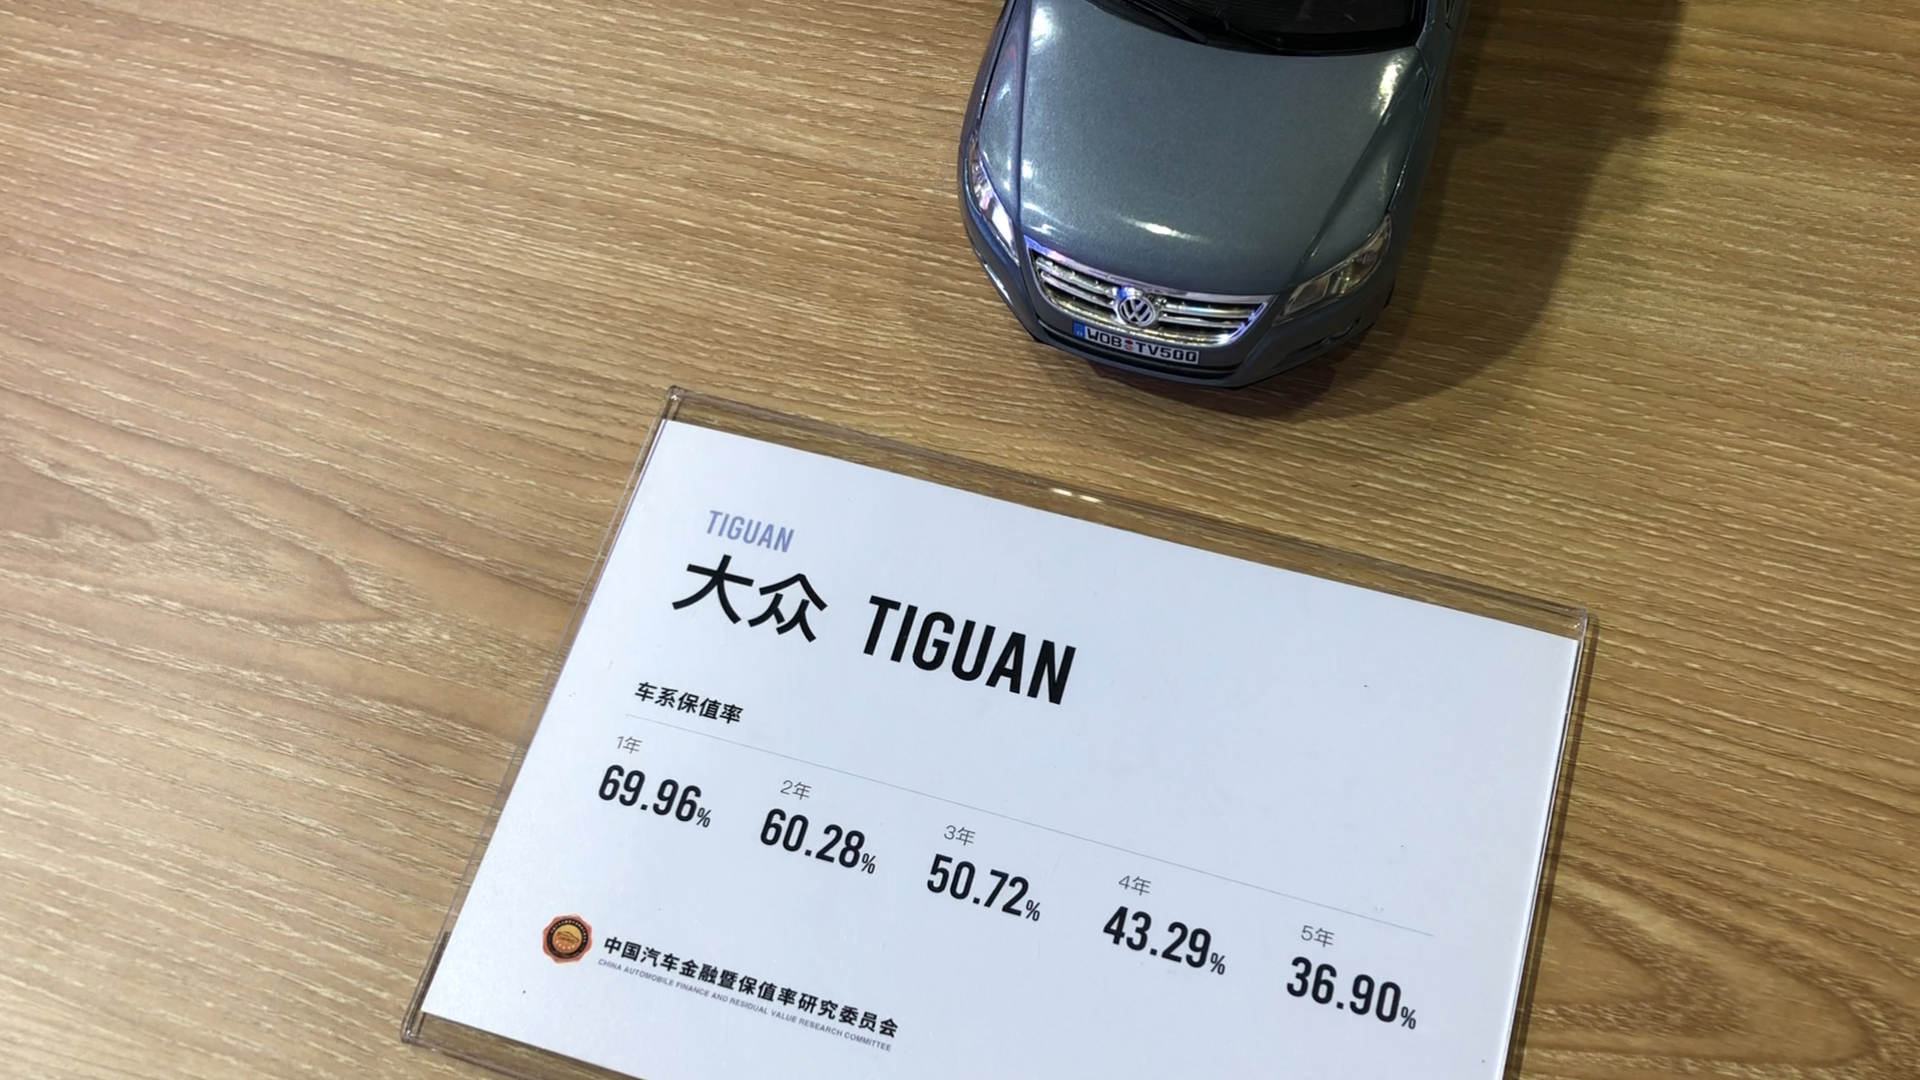 WOB TV500
TIGUAN
大众 TIGUAN
车系保值率
1年 2年 3年 4年 5年
69.96% 60.28% 50.72% 43.29% 36.90%
中国汽车金融暨保值率研究委员会
CHINA AUTOMOBILE FINANCE AND RESIDUAL VALUE RESEARCH COMMITTEE